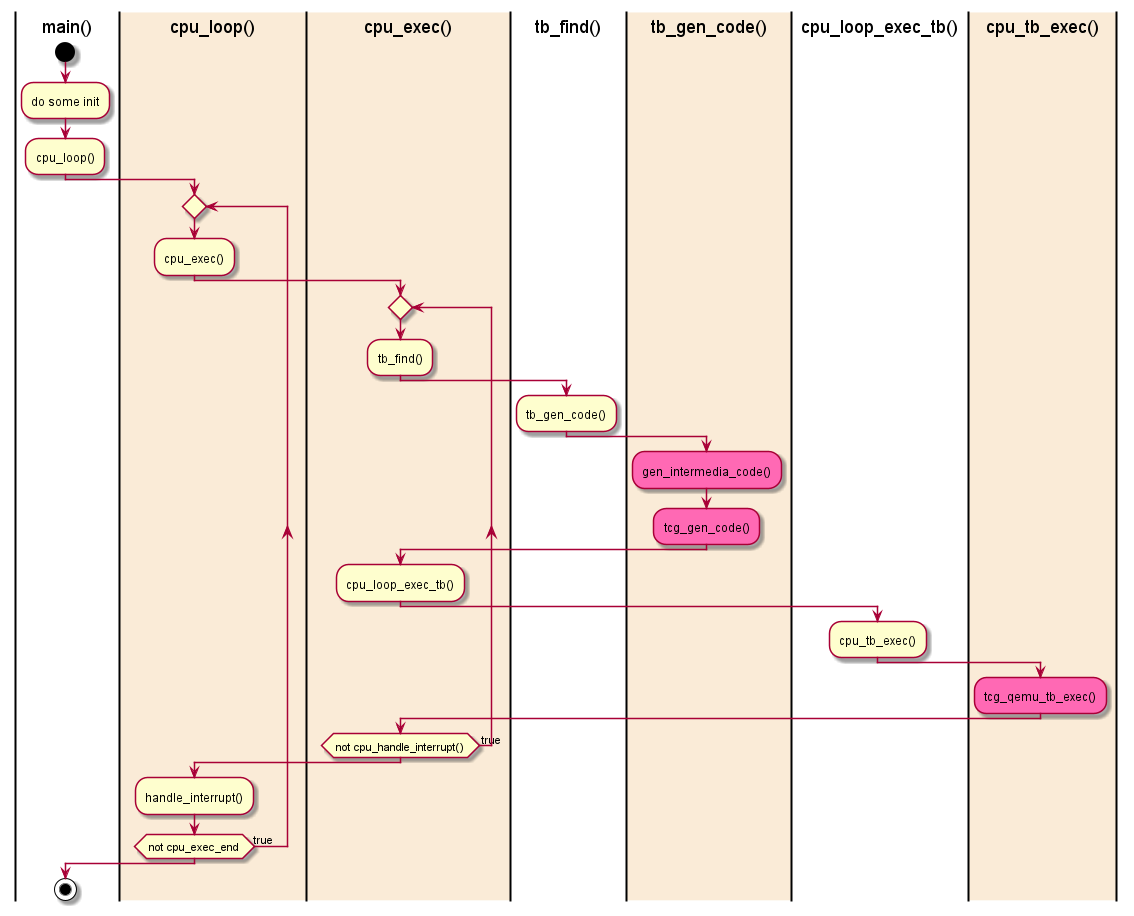 main()
cpu_loop()
cpu_exec()
tb_find()
tb_gen_code()
cpu_loop_exec_tb()
cpu_tb_exec()
do some init
cpu_loop()
cpu_exec()
tb_find()
tb_gen_code()
gen_intermedia_code()
tcg_gen_code()
cpu_loop_exec_tb()
cpu_tb_exec()
tcg_qemu_tb_exec()
not cpu_handle_interrupt()
true
handle_interrupt()
not cpu_exec_end
true